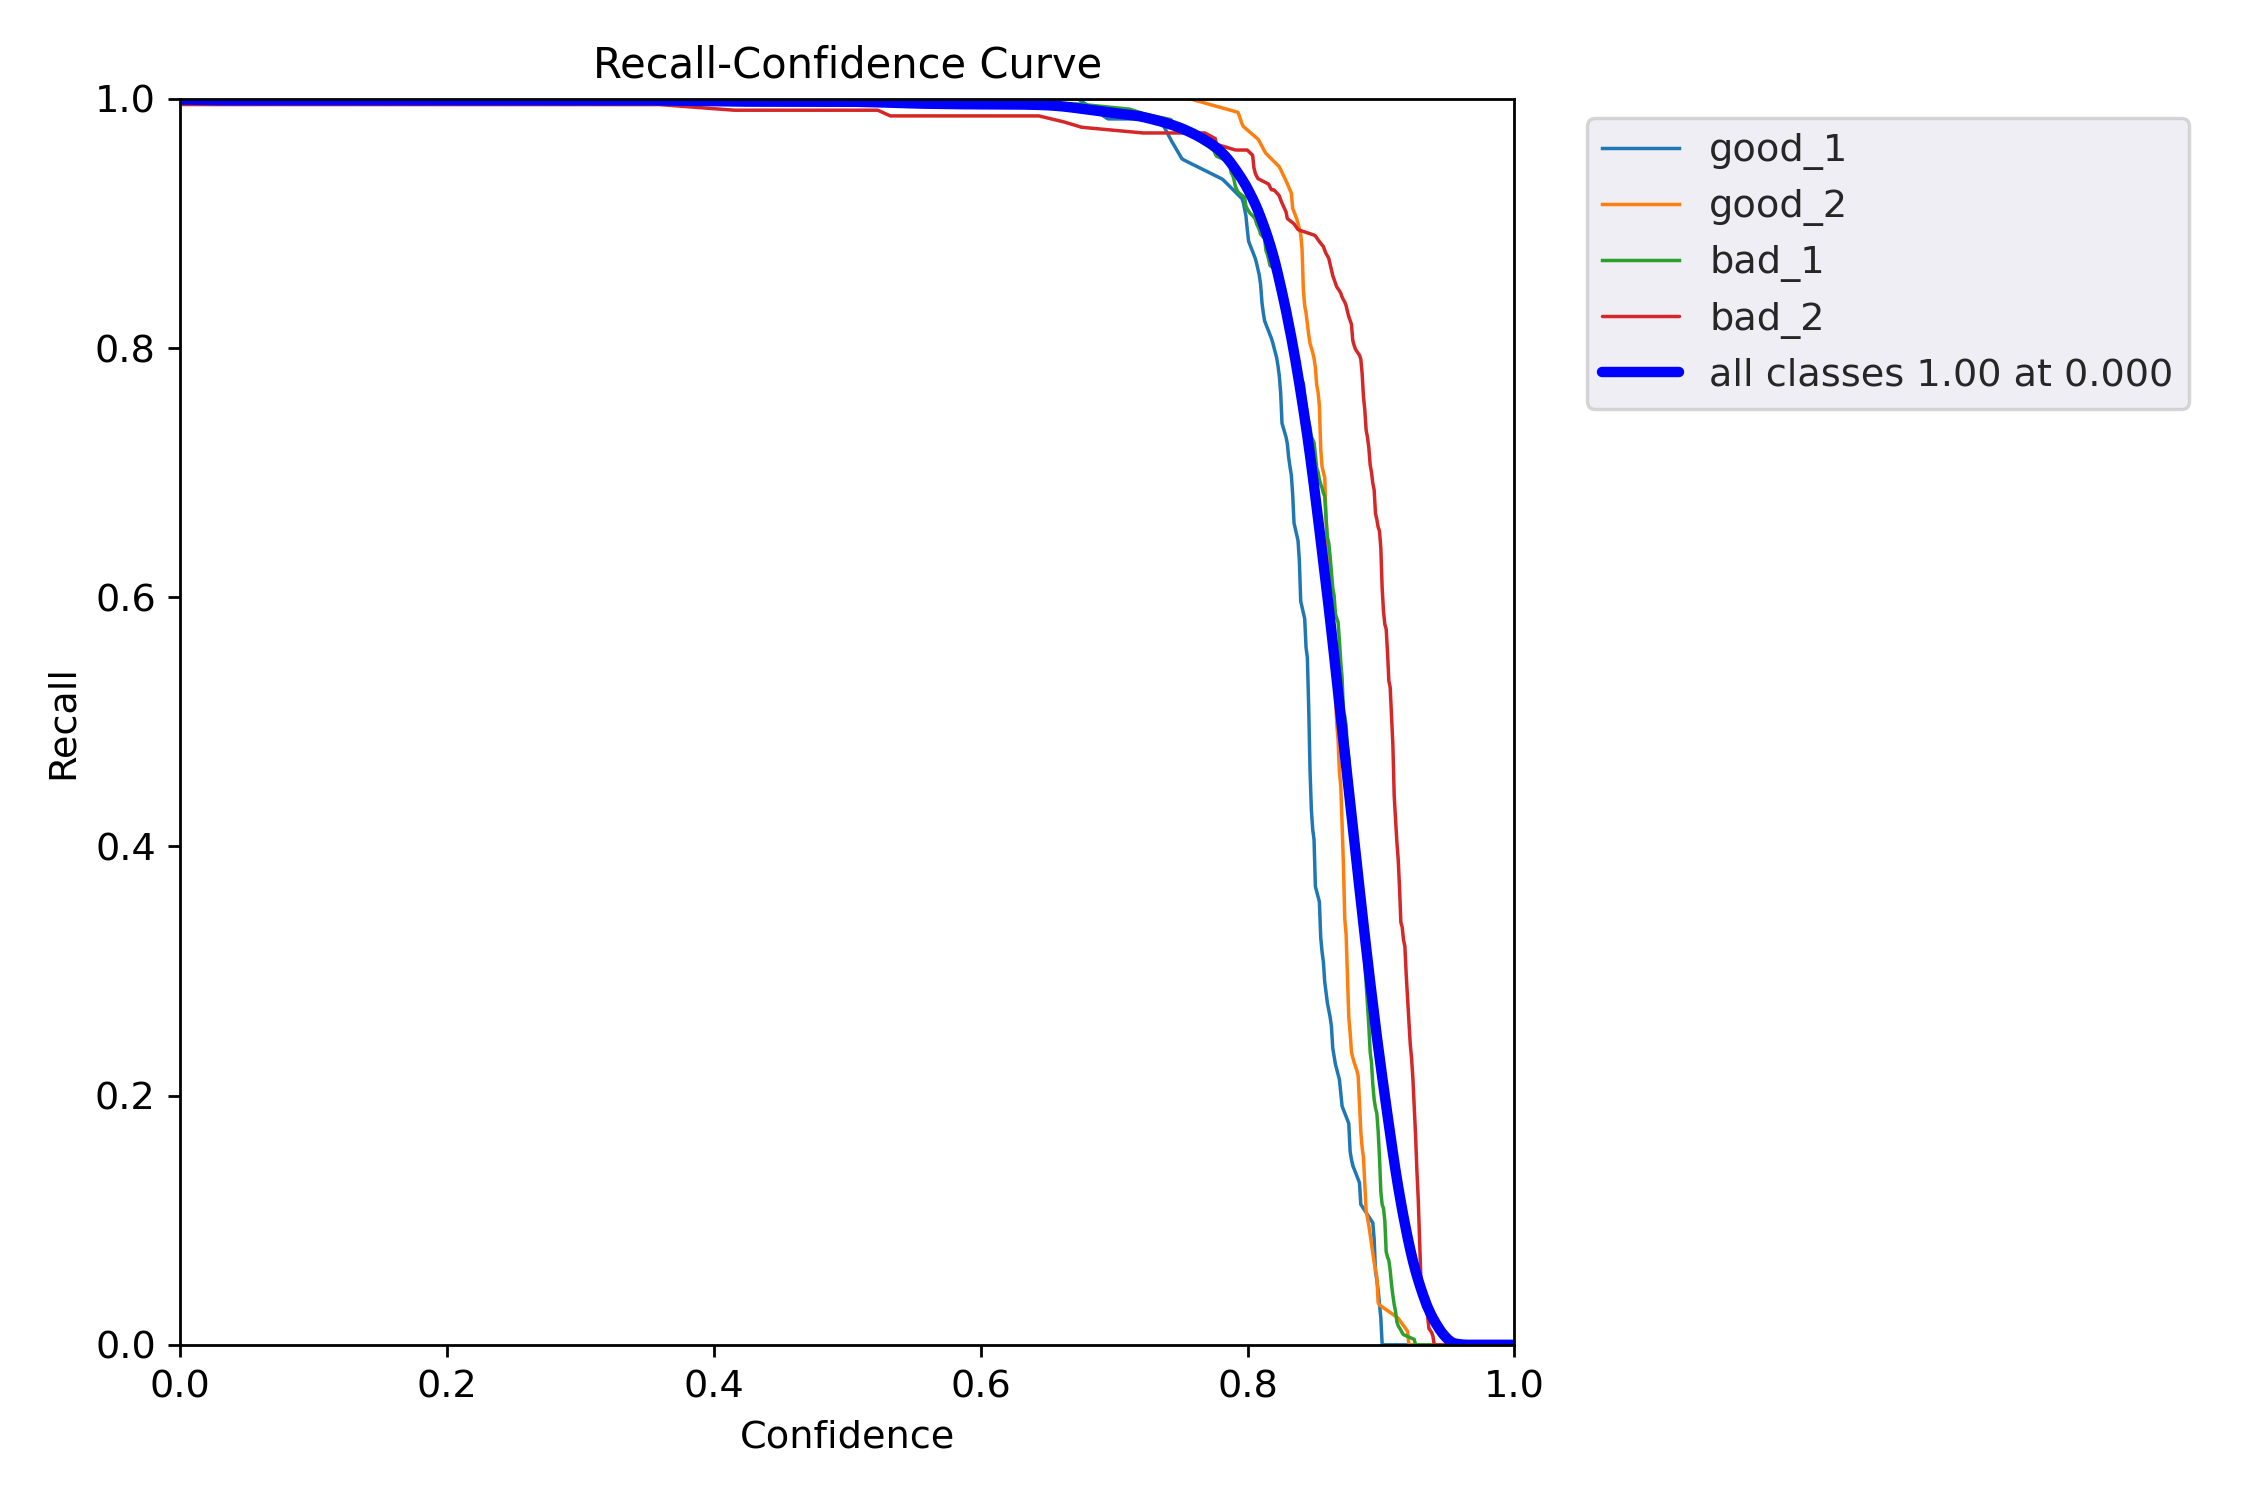 Recall-Confidence Curve
1.0
0.8
0.6
0.4
0.2
0.0
Recall
0.0 0.2 0.4 0.6 0.8 1.0
Confidence
good_1
good_2
bad_1
bad_2
all classes 1.00 at 0.000